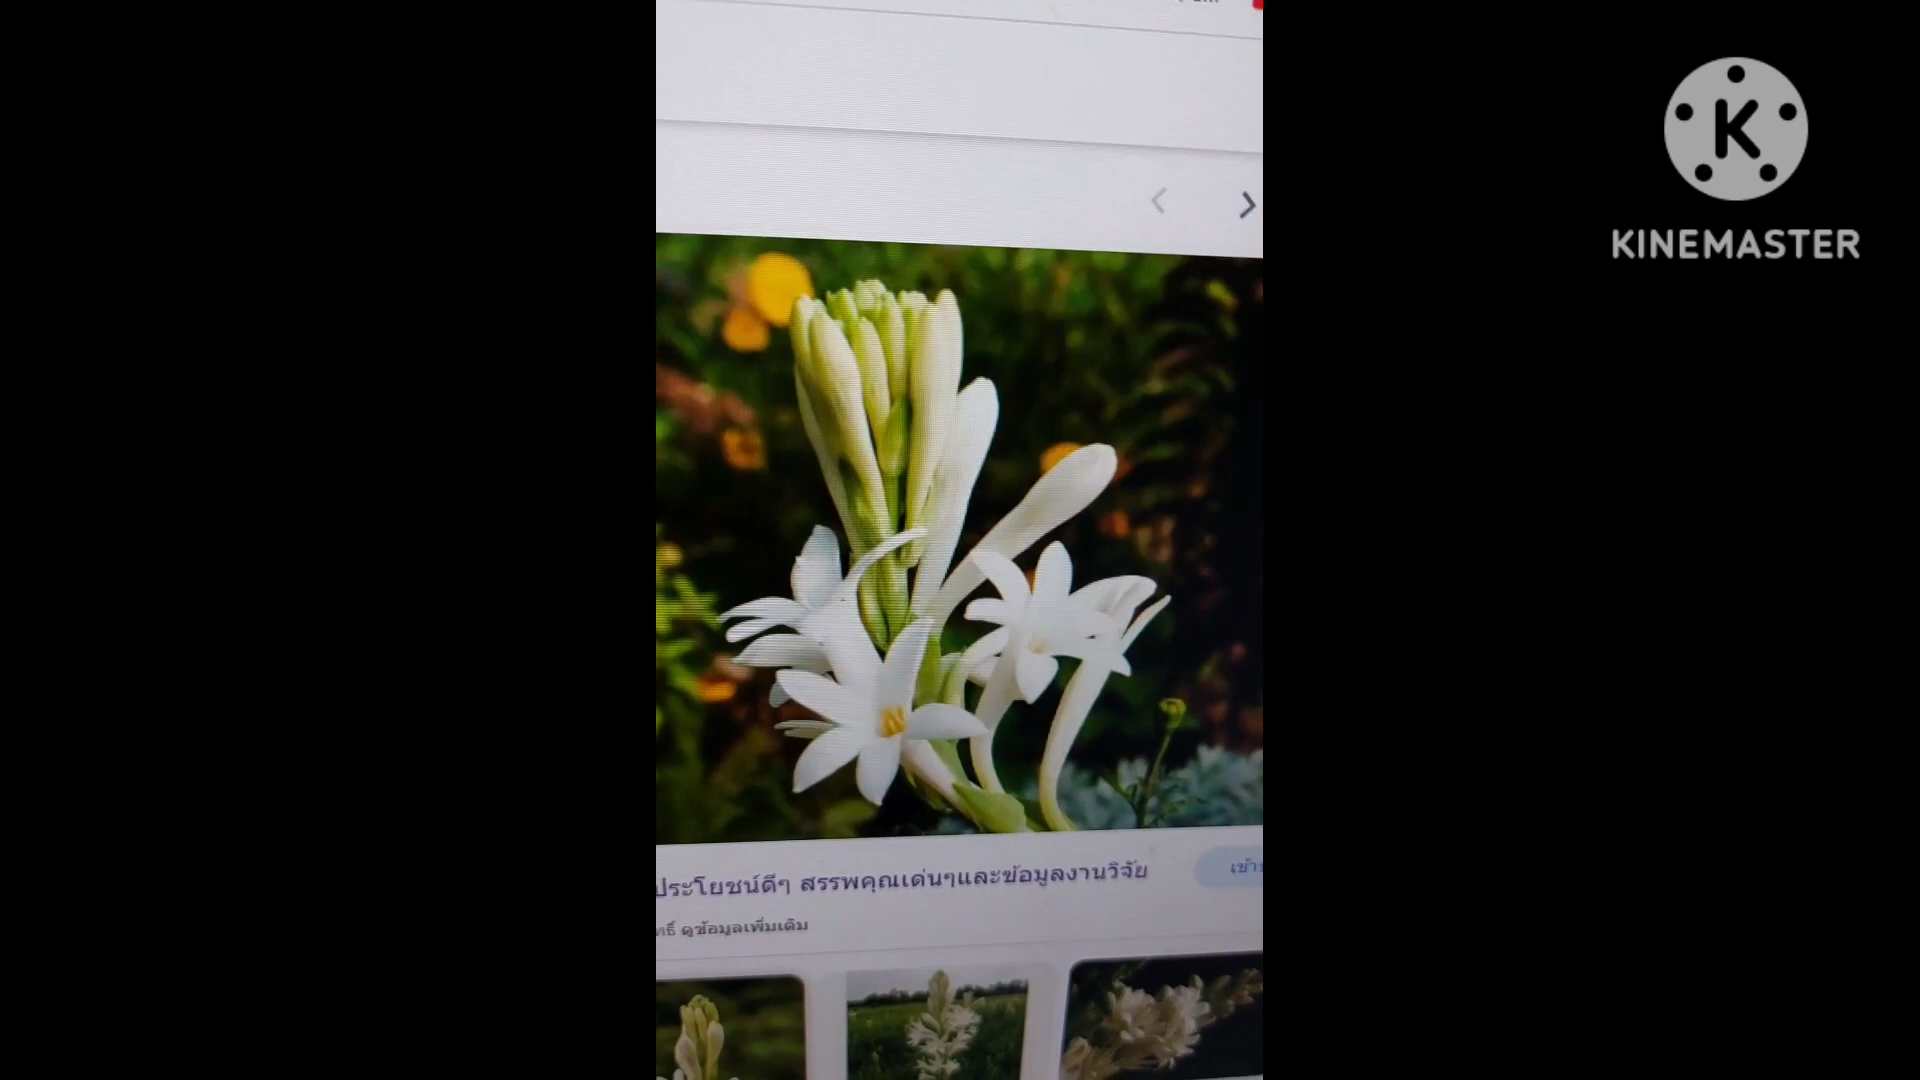 KINEMASTER
ประโยชน์ดีๆ สรรพคุณเด่นๆและข้อมูลงานวิจัย
ดูข้อมูลเพิ่มเติม